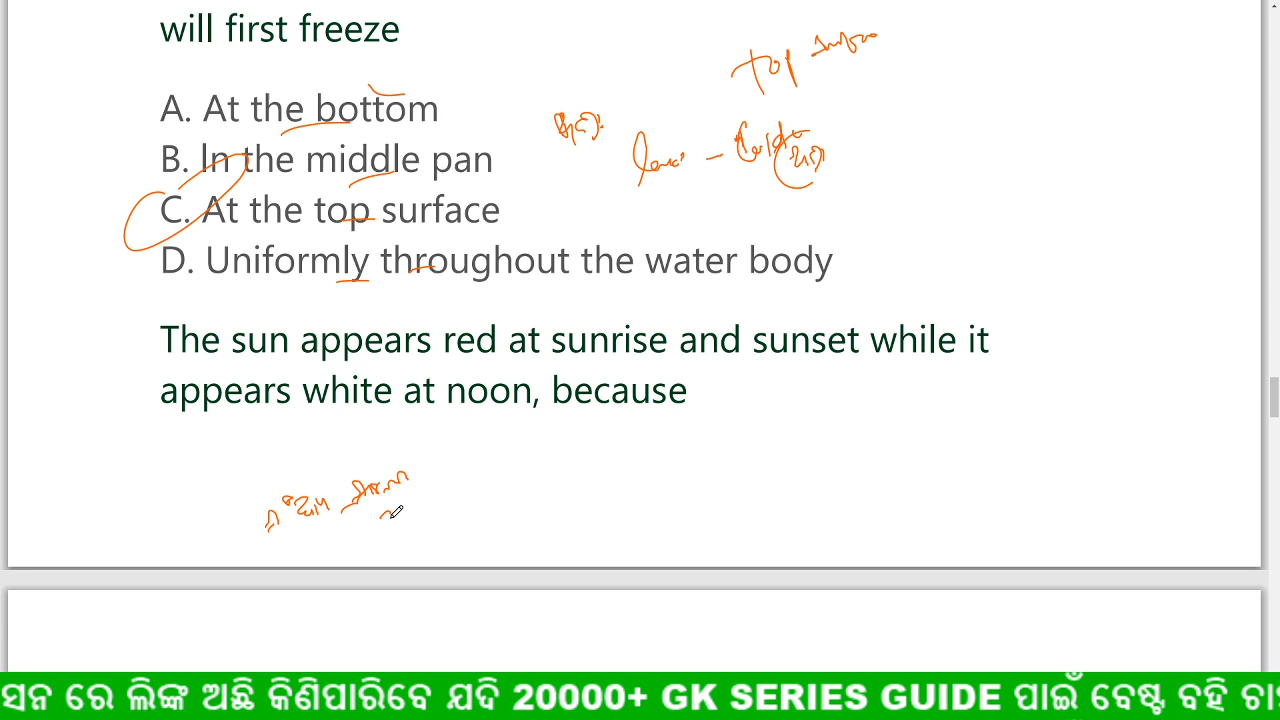 will first freeze
top surface
A. At the bottom
B. In the middle pan
C. At the top surface
D. Uniformly throughout the water body
The sun appears red at sunrise and sunset while it
appears white at noon, because
ସନ ରେ ଲିଙ୍କ ଅଛି କିଣିପାରିବେ ଯଦି 20000+ GK SERIES GUIDE ପାଇଁ ବେଷ୍ଟ ବହି ଚା